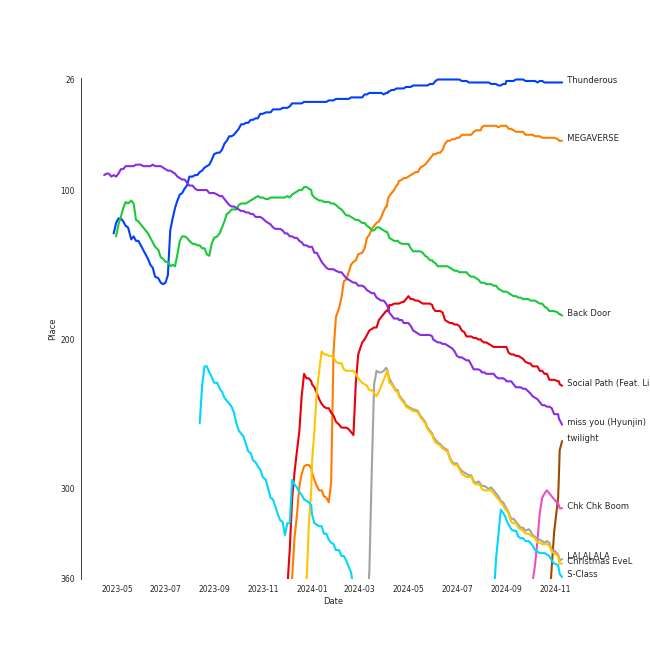 26
100
200
300
360
Place
2023-05
2023-07
2023-09
2023-11
2024-01
2024-03
2024-05
2024-07
2024-09
2024-11
Date
Thunderous
MEGAVERSE
Back Door
Social Path (Feat. Li
miss you (Hyunjin)
twilight
Chk Chk Boom
LALALALA
Christmas EveL
S-Class